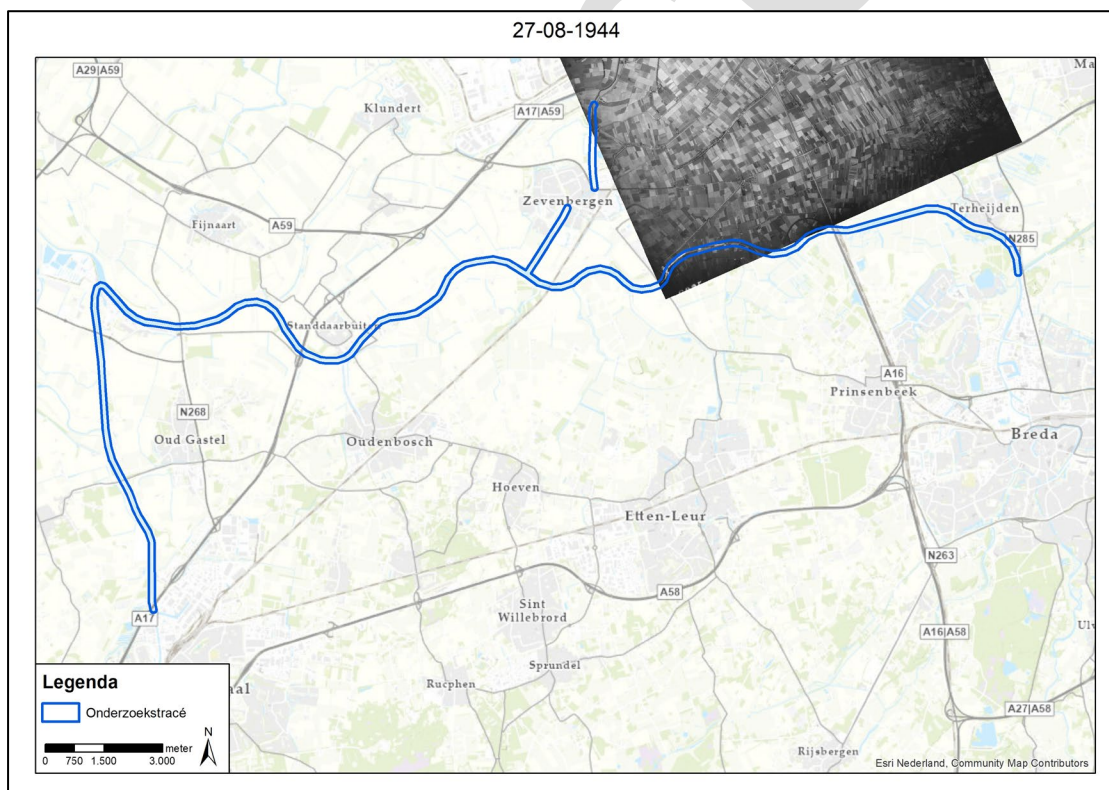 27-08-1944
A29|A59
Klundert
A17|A59
Ma
Zevenbergen
Fijnaart
A59
Terheijden
N285
Standdaarbuiten
A16
Prinsenbeek
N268
Oud Gastel
Oudenbosch
Breda
Hoeven
Etten-Leur
N263
A58
Sint
Willebrord
A17
A16|A58
Ulv
Sprundel
Rucphen
aal
A27|A58
Rijsbergen
Legenda
Onderzoekstracé
N
meter
0 750 1.500 3.000
Esri Nederland, Community Map Contributors